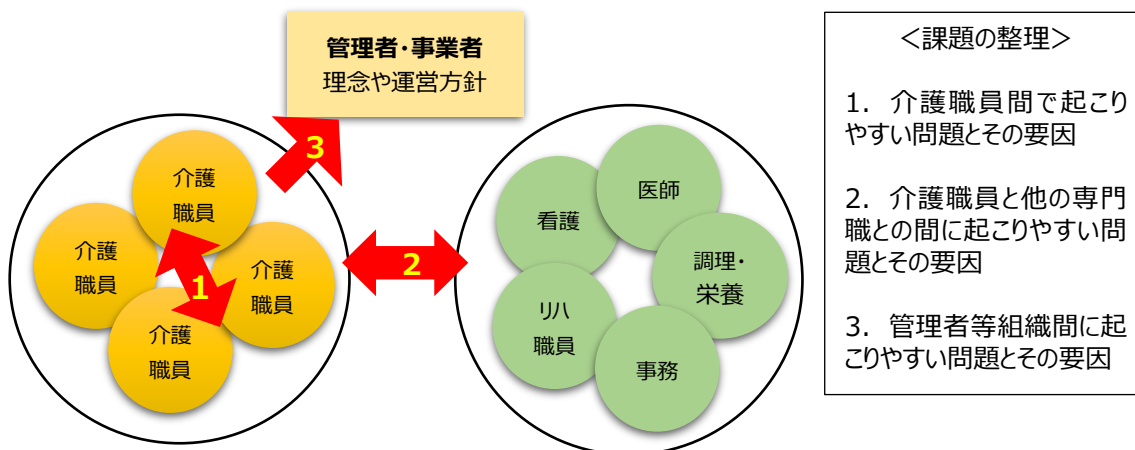 管理者・事業者
理念や運営方針
3
介護
職員
介護
職員
介護
職員
1
介護
職員
2
医師
看護
調理・
栄養
リハ
職員
事務
＜課題の整理＞
1. 介護職員間で起こり
やすい問題とその要因
2. 介護職員と他の専門
職との間に起こりやすい問
題とその要因
3. 管理者等組織間に起
こりやすい問題とその要因